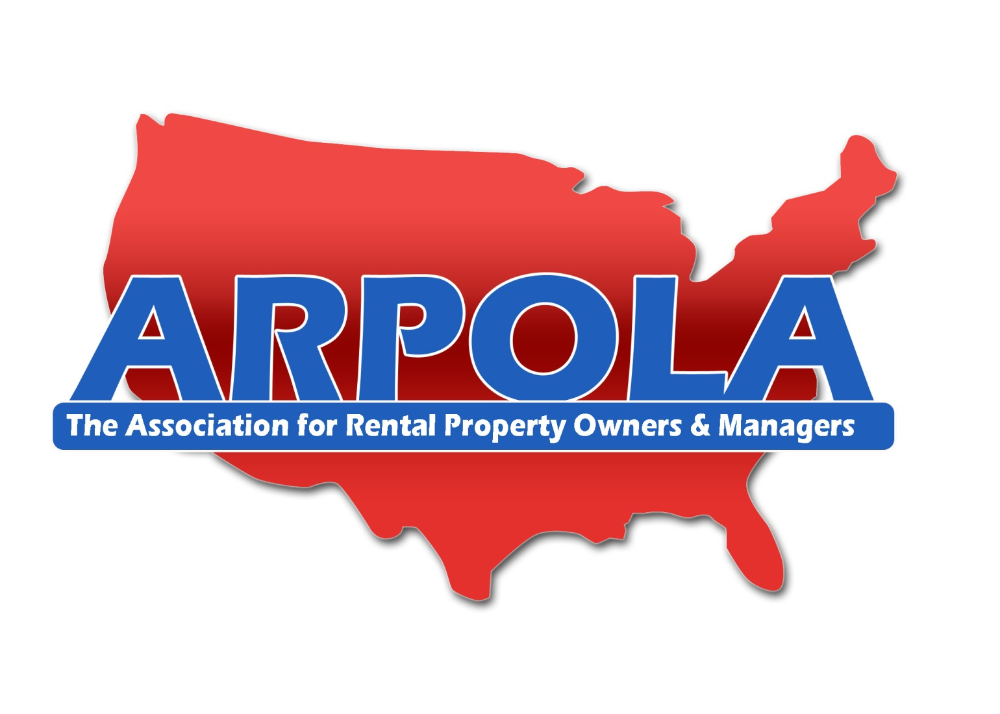 ARPOLA
The Association for Rental Property Owners & Managers